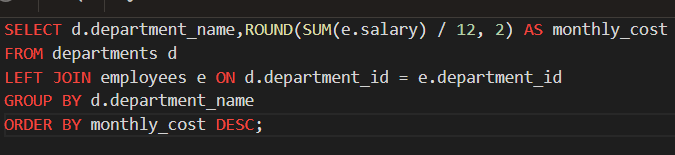 SELECT d.department_name,ROUND(SUM(e.salary) / 12, 2) AS monthly_cost
FROM departments d
LEFT JOIN employees e ON d.department_id = e.department_id
GROUP BY d.department_name
ORDER BY monthly_cost DESC;